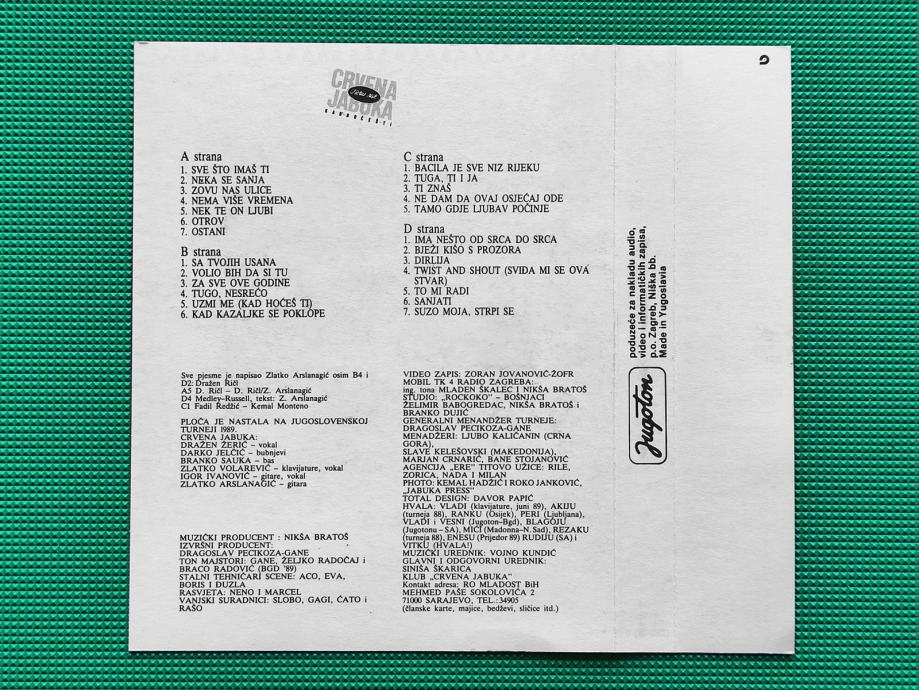 CRVENA
JABUKA
A strana
1. SVE ŠTO IMAŠ TI
2. NEKA SE SANJA
3. ZOVU NAS ULICE
4. NEMA VIŠE VREMENA
5. NEK TE ON LJUBI
6. OTROV
7. OSTANI
B strana
1. SA TVOJIH USANA
2. VOLIO BIH DA SI TU
3. ZA SVE OVE GODINE
4. TUGO, NESREĆO
5. UZMI ME (KAD HOĆEŠ TI)
6. KAD KAZALJKE SE POKLOPE
C strana
1. BACILA JE SVE NIZ RIJEKU
2. TUGA, TI I JA
3. TI ZNAŠ
4. NE DAM DA OVAJ OSJEĆAJ ODE
5. TAMO GDJE LJUBAV POČINJE
D strana
1. IMA NEŠTO OD SRCA DO SRCA
2. BJEŽI KIŠO S PROZORA
3. DIRLIJA
4. TWIST AND SHOUT (SVIĐA MI SE OVA
STVAR)
5. TO MI RADI
6. SANJATI
7. SUZO MOJA, STRPI SE
Sve pjesme je napisao Zlatko Arslanagić osim B4 i
D2: Dražen Ričl
A5 D. Ričl – D. Ričl/Z. Arslanagić
D4 Medley–Russell, tekst: Z. Arslanagić
C1 Fadil Redžić – Kemal Monteno
PLOČA JE NASTALA NA JUGOSLOVENSKOJ
TURNEJI 1989.
CRVENA JABUKA:
DRAŽEN ŽERIĆ – vokal
DARKO JELČIĆ – bubnjevi
BRANKO SAUKA – bas
ZLATKO VOLAREVIĆ – klavijature, vokal
IGOR IVANOVIĆ – gitare, vokal
ZLATKO ARSLANAGIĆ – gitara
MUZIČKI PRODUCENT : NIKŠA BRATOŠ
IZVRŠNI PRODUCENT:
DRAGOSLAV PECIKOZA-GANE
TON MAJSTORI: GANE, ŽELJKO RADOČAJ i
BRACO RADOVIĆ (BGD '89)
STALNI TEHNIČARI SCENE: ACO, EVA,
BORIS I DUZLA
RASVJETA: NENO I MARCEL
VANJSKI SURADNICI: SLOBO, GAGI, ĆATO i
RAŠO
VIDEO ZAPIS: ZORAN JOVANOVIĆ-ŽOFR
MOBIL TK 4 RADIO ZAGREBA:
ing. tona MLADEN ŠKALEC I NIKŠA BRATOŠ
STUDIO: „ROCKOKO" – BOŠNJACI
ŽELIMIR BABOGREDAC, NIKŠA BRATOŠ i
BRANKO DUJIĆ
GENERALNI MENANDŽER TURNEJE:
DRAGOSLAV PECIKOZA-GANE
MENADŽERI: LJUBO KALIČANIN (CRNA
GORA),
SLAVE KELEŠOVSKI (MAKEDONIJA),
MARJAN CRNARIĆ, BANE STOJANOVIĆ
AGENCIJA „ERE" TITOVO UŽICE: RILE,
ZORICA, NADA I MILAN
PHOTO: KEMAL HADŽIĆ I ROKO JANKOVIĆ,
„JABUKA PRESS"
TOTAL DESIGN: DAVOR PAPIĆ
HVALA: VLADI (klavijature, juni 89), AKIJU
(turneja 88), RANKU (Osijek), PERI (Ljubljana),
VLADI i VESNI (Jugoton–Bgd), BLAGOJU
(Jugotonu–SA), MIĆI (Madonna–N. Sad), REZAKU
(turneja 88), ENESU (Prijedor 89) RUDIJU (SA) i
VITKU (HVALA!)
MUZIČKI UREDNIK: VOJNO KUNDIĆ
GLAVNI I ODGOVORNI UREDNIK:
SINIŠA ŠKARICA
KLUB „CRVENA JABUKA"
Kontakt adresa: RO MLADOST BiH
MEHMED PAŠE SOKOLOVIĆA 2
71000 SARAJEVO, TEL.:34905
(članske karte, majice, bedževi, sličice itd.)
poduzeće za nakladu audio,
video i informatičkih zapisa,
p.o. Zagreb, Niška bb.
Made in Yugoslavia
Jugoton